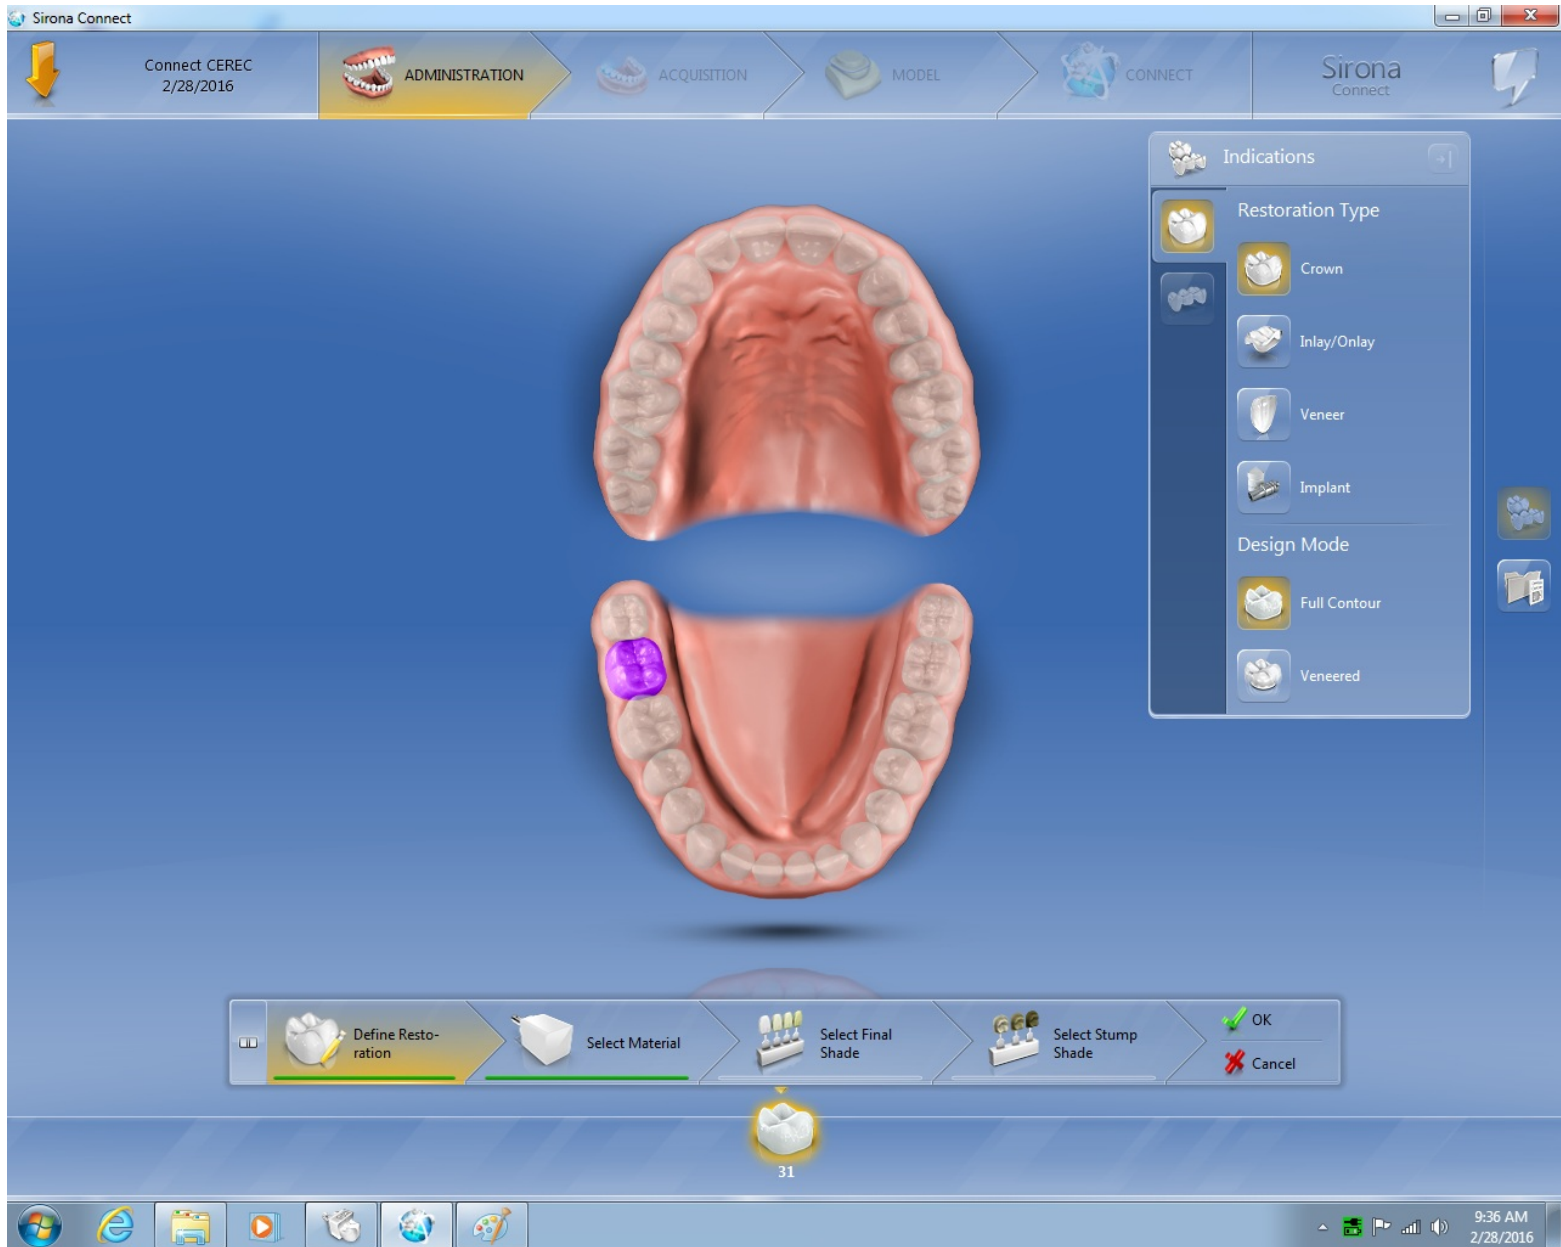 Sirona Connect
Connect CEREC
2/28/2016
ADMINISTRATION
ACQUISITION
MODEL
CONNECT
Sirona
Connect
Indications
Restoration Type
Crown
Inlay/Onlay
Veneer
Implant
Design Mode
Full Contour
Veneered
Define Resto-
ration
Select Material
Select Final
Shade
Select Stump
Shade
OK
Cancel
31
9:36 AM
2/28/2016